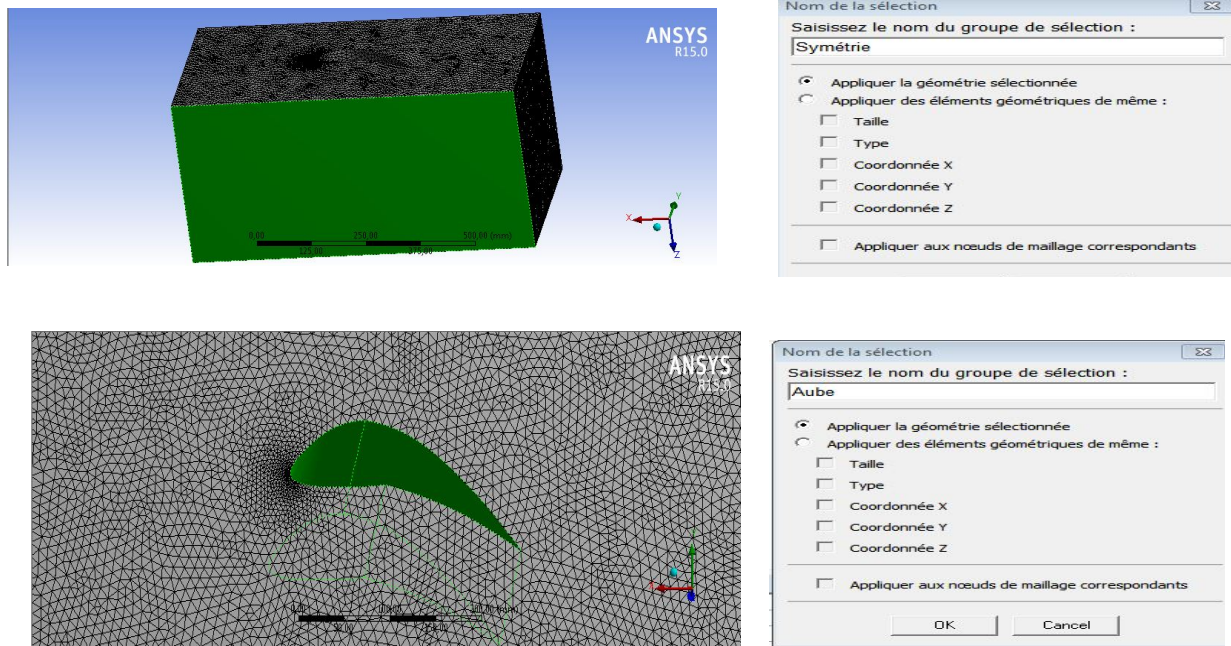 ANSYS
R15.0
0,00
250,00
500,00 (mm)
125,00
375,00
X
Y
Z
Nom de la sélection
Saisissez le nom du groupe de sélection :
Symétrie
Appliquer la géométrie sélectionnée
Appliquer des éléments géométriques de même :
Taille
Type
Coordonnée X
Coordonnée Y
Coordonnée Z
Appliquer aux nœuds de maillage correspondants
ANSYS
R15.0
0,00
(mm)
Nom de la sélection
Saisissez le nom du groupe de sélection :
Aube
Appliquer la géométrie sélectionnée
Appliquer des éléments géométriques de même :
Taille
Type
Coordonnée X
Coordonnée Y
Coordonnée Z
Appliquer aux nœuds de maillage correspondants
OK
Cancel